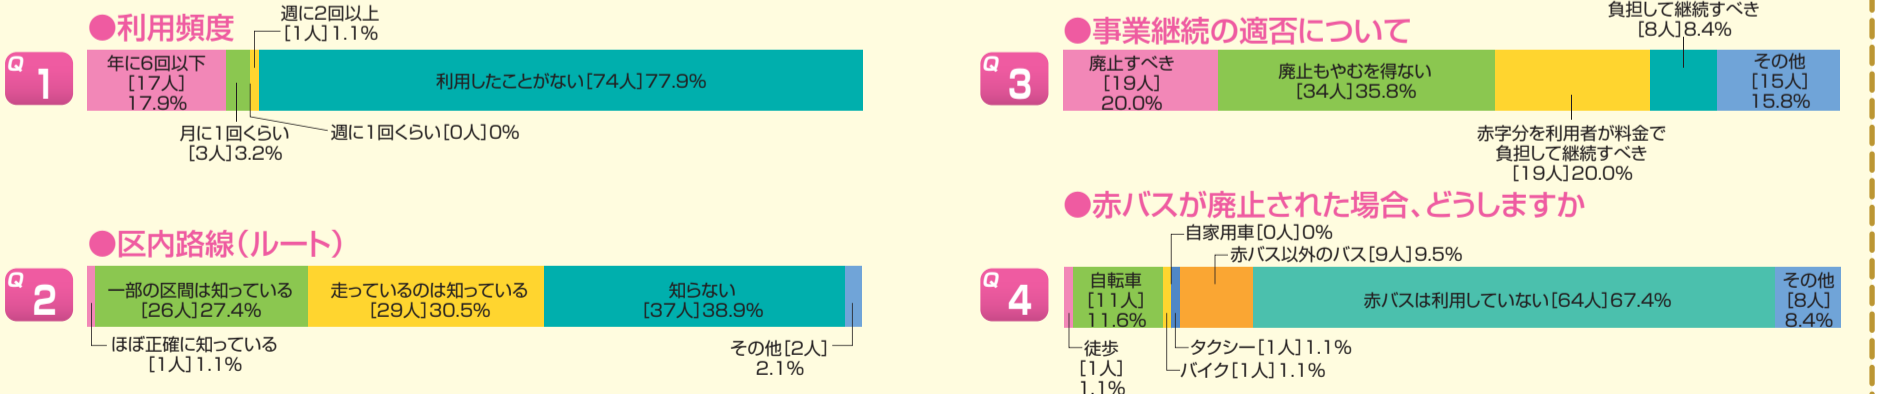 ●利用頻度
週に2回以上
[1人]1.1%
Q1
年に6回以下
[17人]
17.9%
利用したことがない[74人]77.9%
月に1回くらい
[3人]3.2%
週に1回くらい[0人]0%
●区内路線(ルート)
Q2
一部の区間は知っている
[26人]27.4%
走っているのは知っている
[29人]30.5%
知らない
[37人]38.9%
ほぼ正確に知っている
[1人]1.1%
その他[2人]
2.1%
●事業継続の適否について
負担して継続すべき
[8人]8.4%
Q3
廃止すべき
[19人]
20.0%
廃止もやむを得ない
[34人]35.8%
その他
[15人]
15.8%
赤字分を利用者が料金で
負担して継続すべき
[19人]20.0%
●赤バスが廃止された場合、どうしますか
自家用車[0人]0%
赤バス以外のバス[9人]9.5%
Q4
自転車
[11人]
11.6%
赤バスは利用していない[64人]67.4%
その他
[8人]
8.4%
徒歩
[1人]
1.1%
タクシー[1人]1.1%
バイク[1人]1.1%